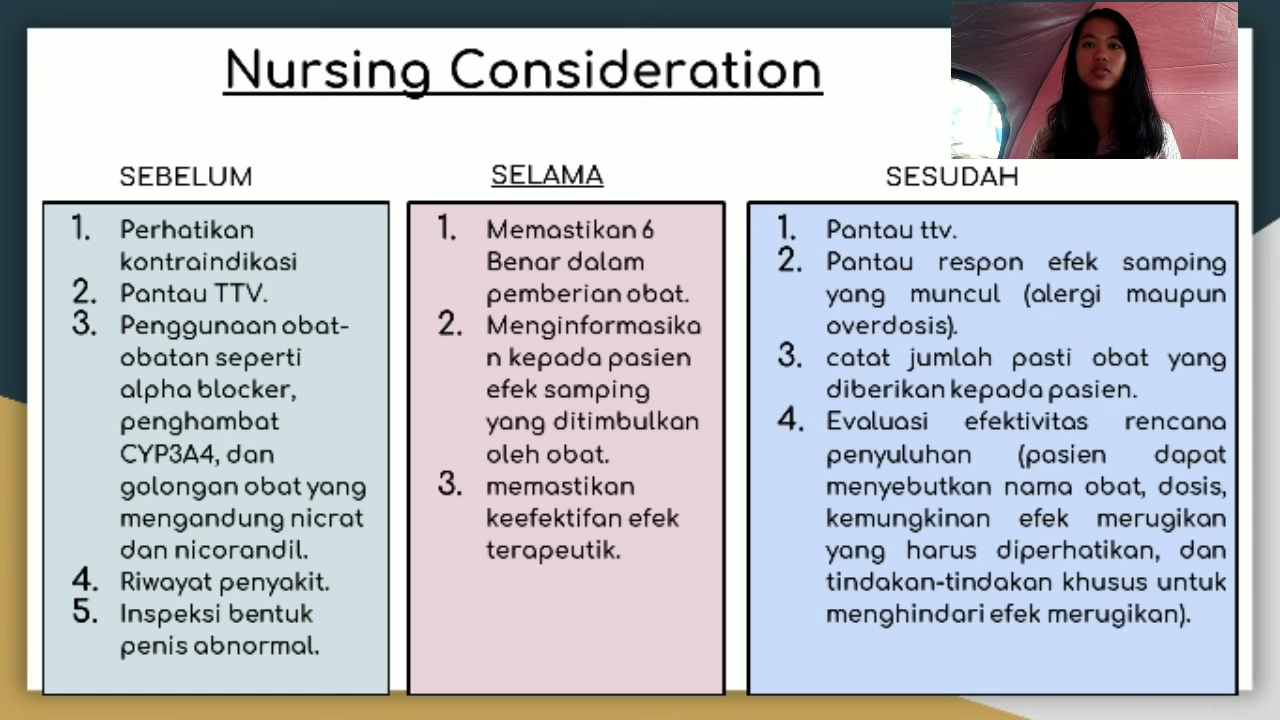 Nursing Consideration
SEBELUM
1. Perhatikan
kontraindikasi
2. Pantau TTV.
3. Penggunaan obat-
obatan seperti
alpha blocker,
penghambat
CYP3A4, dan
golongan obat yang
mengandung nicrat
dan nicorandil.
4. Riwayat penyakit.
5. Inspeksi bentuk
penis abnormal.
SELAMA
1. Memastikan 6
Benar dalam
pemberian obat.
2. Menginformasika
n kepada pasien
efek samping
yang ditimbulkan
oleh obat.
3. memastikan
keefektifan efek
terapeutik.
SESUDAH
1. Pantau ttv.
2. Pantau respon efek samping
yang muncul (alergi maupun
overdosis).
3. catat jumlah pasti obat yang
diberikan kepada pasien.
4. Evaluasi efektivitas rencana
penyuluhan (pasien dapat
menyebutkan nama obat, dosis,
kemungkinan efek merugikan
yang harus diperhatikan, dan
tindakan-tindakan khusus untuk
menghindari efek merugikan).